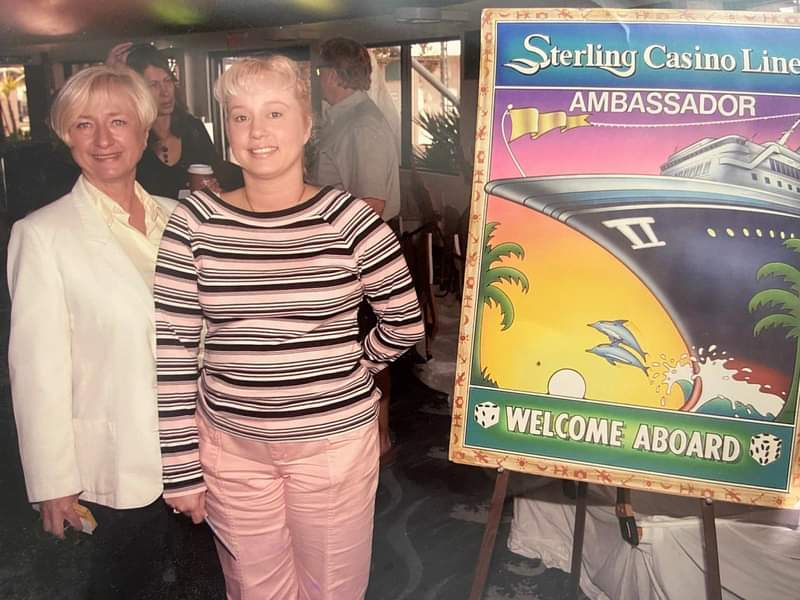 Sterling Casino Line
AMBASSADOR
II
WELCOME ABOARD